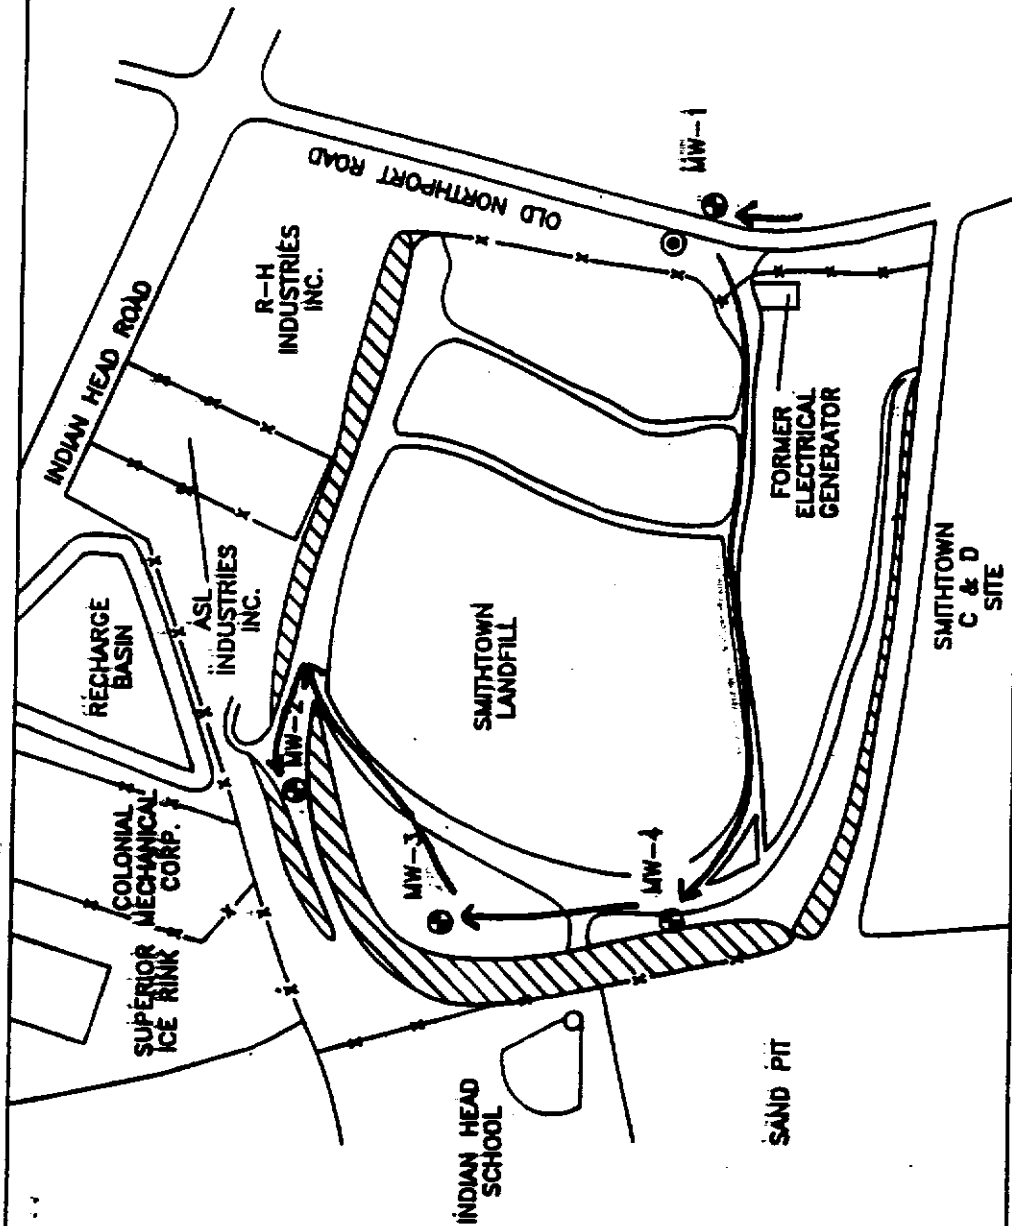 INDIAN HEAD ROAD
OLD NORTHPORT ROAD
R-H
INDUSTRIES
INC.
MW-1
RECHARGE
BASIN
ASL
INDUSTRIES
INC.
FORMER
ELECTRICAL
GENERATOR
SMITHTOWN
LANDFILL
SMITHTOWN
C & D
SITE
MW-2
COLONIAL
MECHANICAL
CORP.
MW-3
MW-4
SUPERIOR
ICE RINK
INDIAN HEAD
SCHOOL
SAND PIT